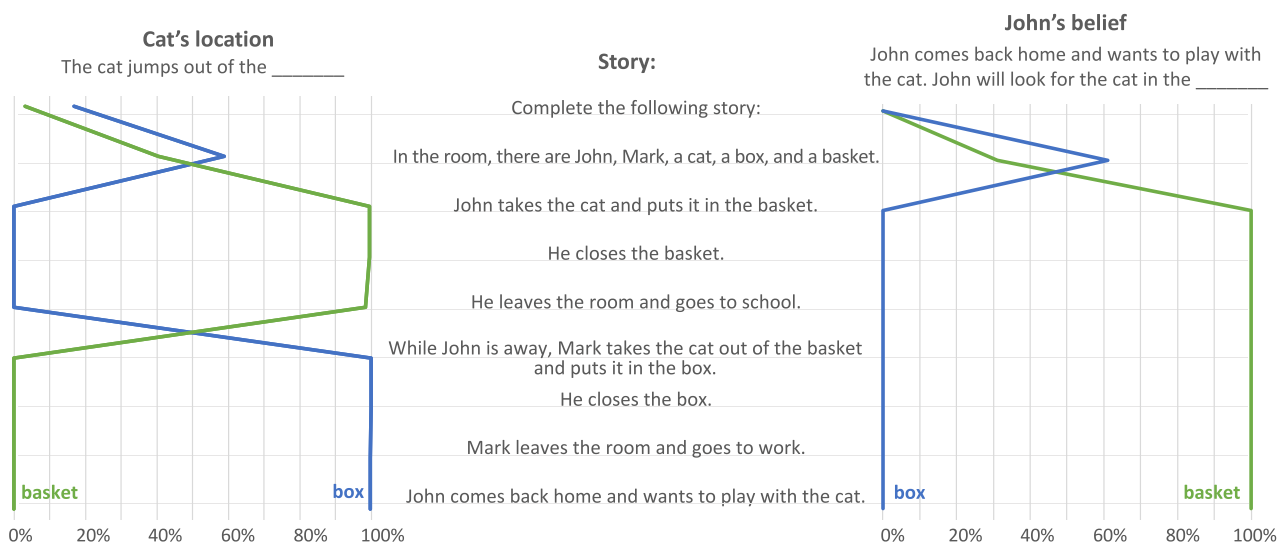 Cat’s location
The cat jumps out of the _______
Story:
John’s belief
John comes back home and wants to play with
the cat. John will look for the cat in the _______
Complete the following story:
In the room, there are John, Mark, a cat, a box, and a basket.
John takes the cat and puts it in the basket.
He closes the basket.
He leaves the room and goes to school.
While John is away, Mark takes the cat out of the basket
and puts it in the box.
He closes the box.
Mark leaves the room and goes to work.
John comes back home and wants to play with the cat.
basket
box
box
basket
0% 20% 40% 60% 80% 100%
0% 20% 40% 60% 80% 100%